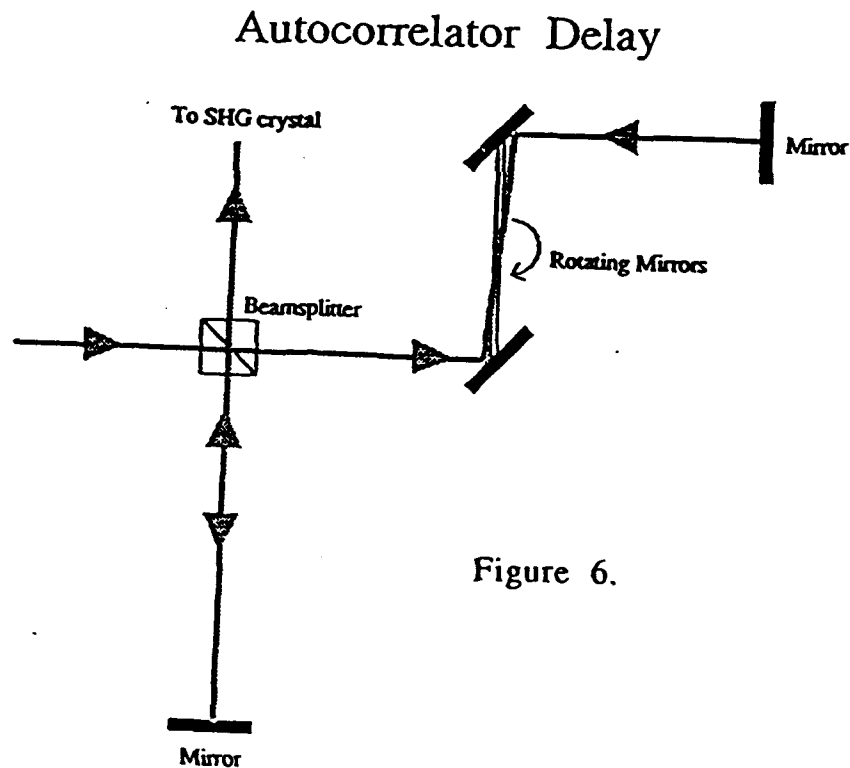 Autocorrelator Delay
To SHG crystal
Mirror
Rotating Mirrors
Beamsplitter
Figure 6.
Mirror